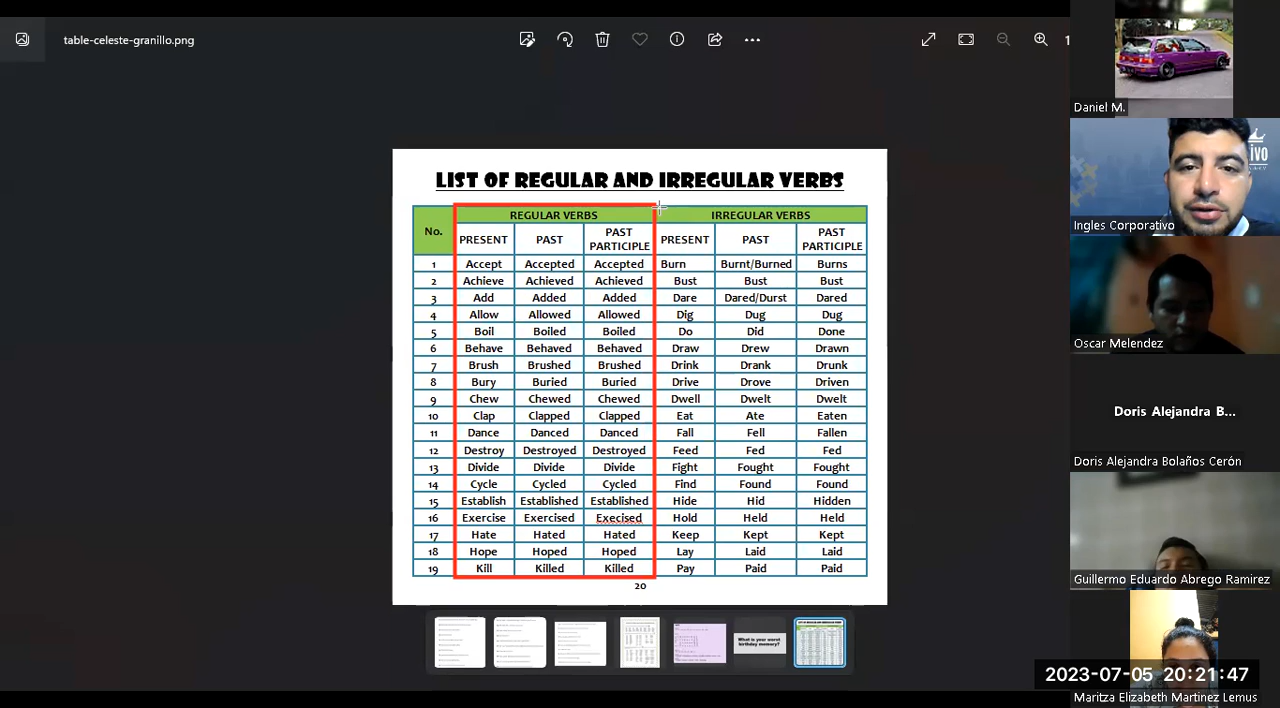 table-celeste-granillo.png
LIST OF REGULAR AND IRREGULAR VERBS
No. REGULAR VERBS IRREGULAR VERBS
PRESENT PAST PAST PARTICIPLE PRESENT PAST PAST PARTICIPLE
1 Accept Accepted Accepted Burn Burnt/Burned Burns
2 Achieve Achieved Achieved Bust Bust Bust
3 Add Added Added Dare Dared/Durst Dared
4 Allow Allowed Allowed Dig Dug Dug
5 Boil Boiled Boiled Do Did Done
6 Behave Behaved Behaved Draw Drew Drawn
7 Brush Brushed Brushed Drink Drank Drunk
8 Bury Buried Buried Drive Drove Driven
9 Chew Chewed Chewed Dwell Dwelt Dwelt
10 Clap Clapped Clapped Eat Ate Eaten
11 Dance Danced Danced Fall Fell Fallen
12 Destroy Destroyed Destroyed Feed Fed Fed
13 Divide Divide Divide Fight Fought Fought
14 Cycle Cycled Cycled Find Found Found
15 Establish Established Established Hide Hid Hidden
16 Exercise Exercised Execised Hold Held Held
17 Hate Hated Hated Keep Kept Kept
18 Hope Hoped Hoped Lay Laid Laid
19 Kill Killed Killed Pay Paid Paid
20
What is your worst
birthday memory?
Daniel M.
Ingles Corporativo
Oscar Melendez
Doris Alejandra B...
Doris Alejandra Bolaños Cerón
Guillermo Eduardo Abrego Ramirez
2023-07-05 20:21:47
Maritza Elizabeth Martinez Lemus